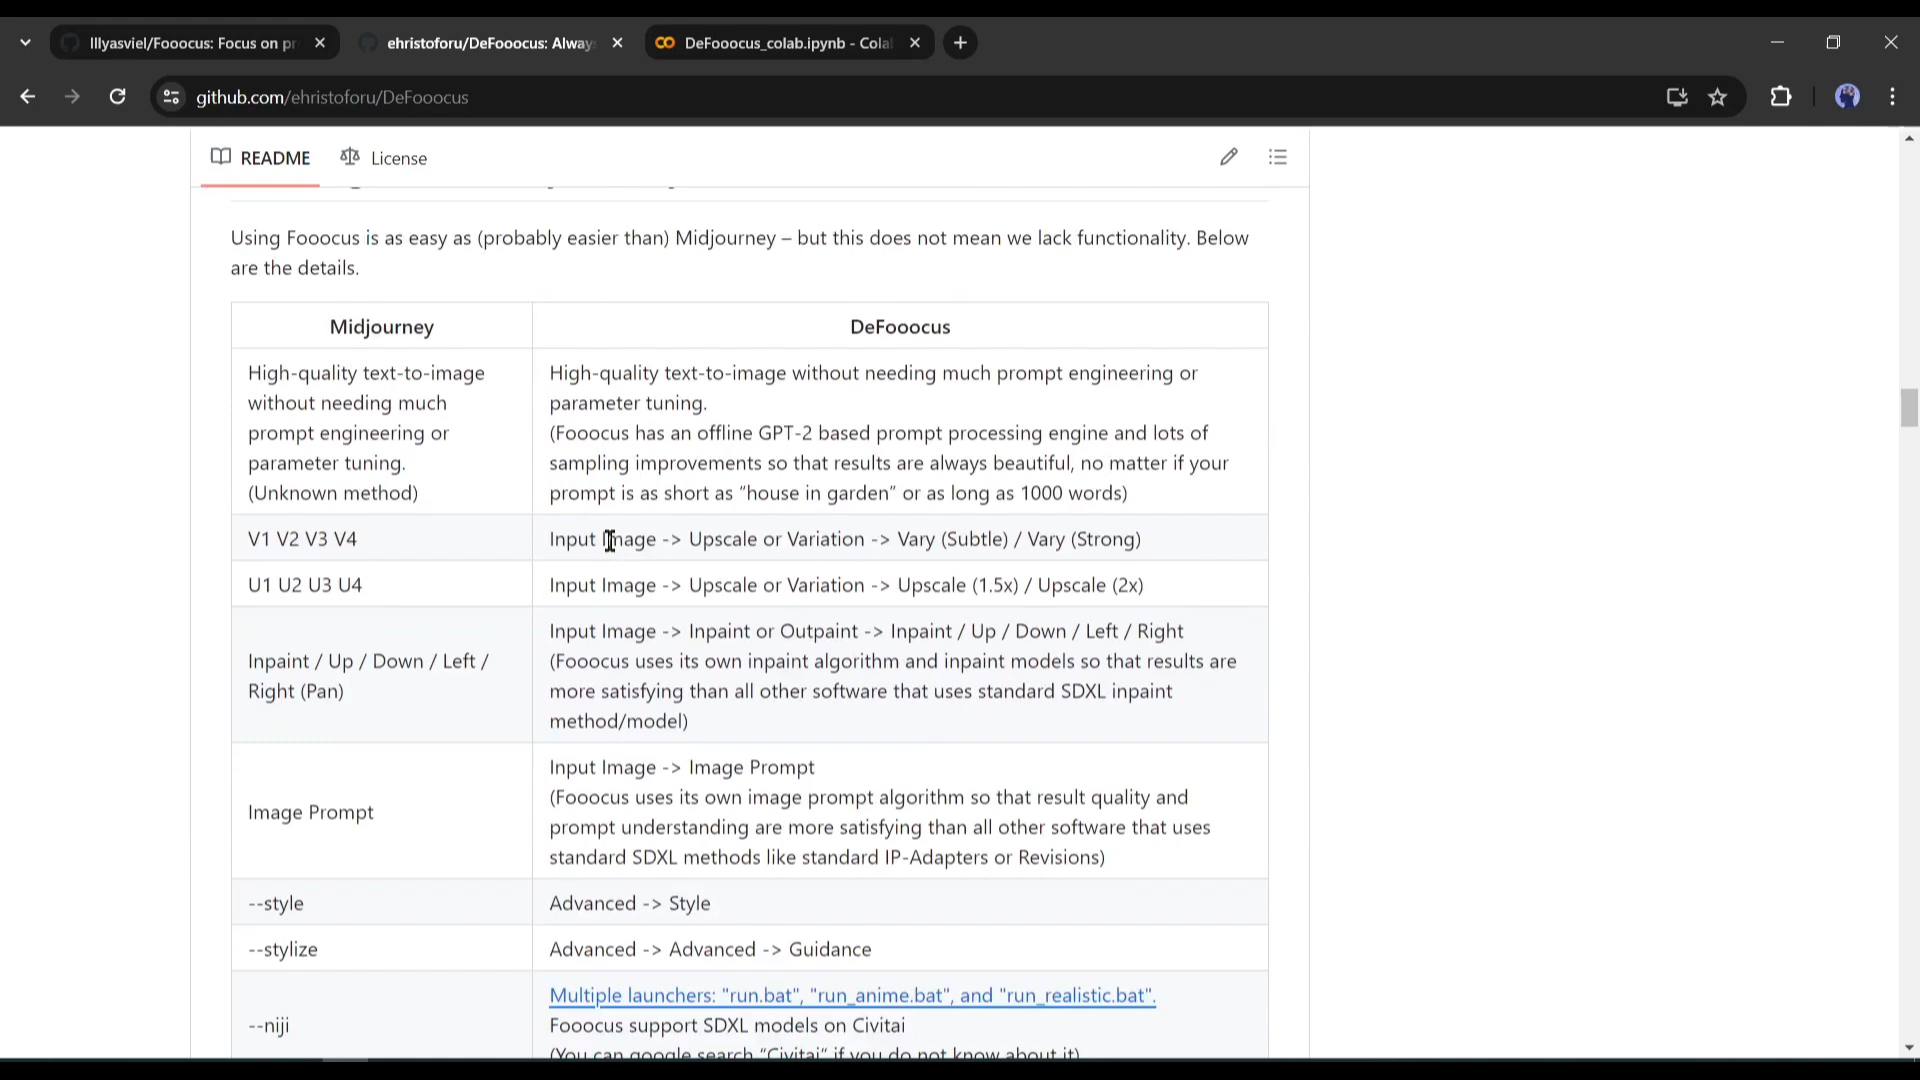 lllyasviel/Fooocus: Focus on pr
ehristoforu/DeFooocus: Alway
DeFooocus_colab.ipynb - Cola
github.com/ehristoforu/DeFooocus
README
License
Using Fooocus is as easy as (probably easier than) Midjourney – but this does not mean we lack functionality. Below
are the details.
Midjourney
DeFooocus
High-quality text-to-image
without needing much
prompt engineering or
parameter tuning.
(Unknown method)
High-quality text-to-image without needing much prompt engineering or
parameter tuning.
(Fooocus has an offline GPT-2 based prompt processing engine and lots of
sampling improvements so that results are always beautiful, no matter if your
prompt is as short as “house in garden” or as long as 1000 words)
V1 V2 V3 V4
Input Image -> Upscale or Variation -> Vary (Subtle) / Vary (Strong)
U1 U2 U3 U4
Input Image -> Upscale or Variation -> Upscale (1.5x) / Upscale (2x)
Inpaint / Up / Down / Left /
Right (Pan)
Input Image -> Inpaint or Outpaint -> Inpaint / Up / Down / Left / Right
(Fooocus uses its own inpaint algorithm and inpaint models so that results are
more satisfying than all other software that uses standard SDXL inpaint
method/model)
Image Prompt
Input Image -> Image Prompt
(Fooocus uses its own image prompt algorithm so that result quality and
prompt understanding are more satisfying than all other software that uses
standard SDXL methods like standard IP-Adapters or Revisions)
--style
Advanced -> Style
--stylize
Advanced -> Advanced -> Guidance
--niji
Multiple launchers: "run.bat", "run_anime.bat", and "run_realistic.bat".
Fooocus support SDXL models on Civitai
(You can google search “Civitai” if you do not know about it)